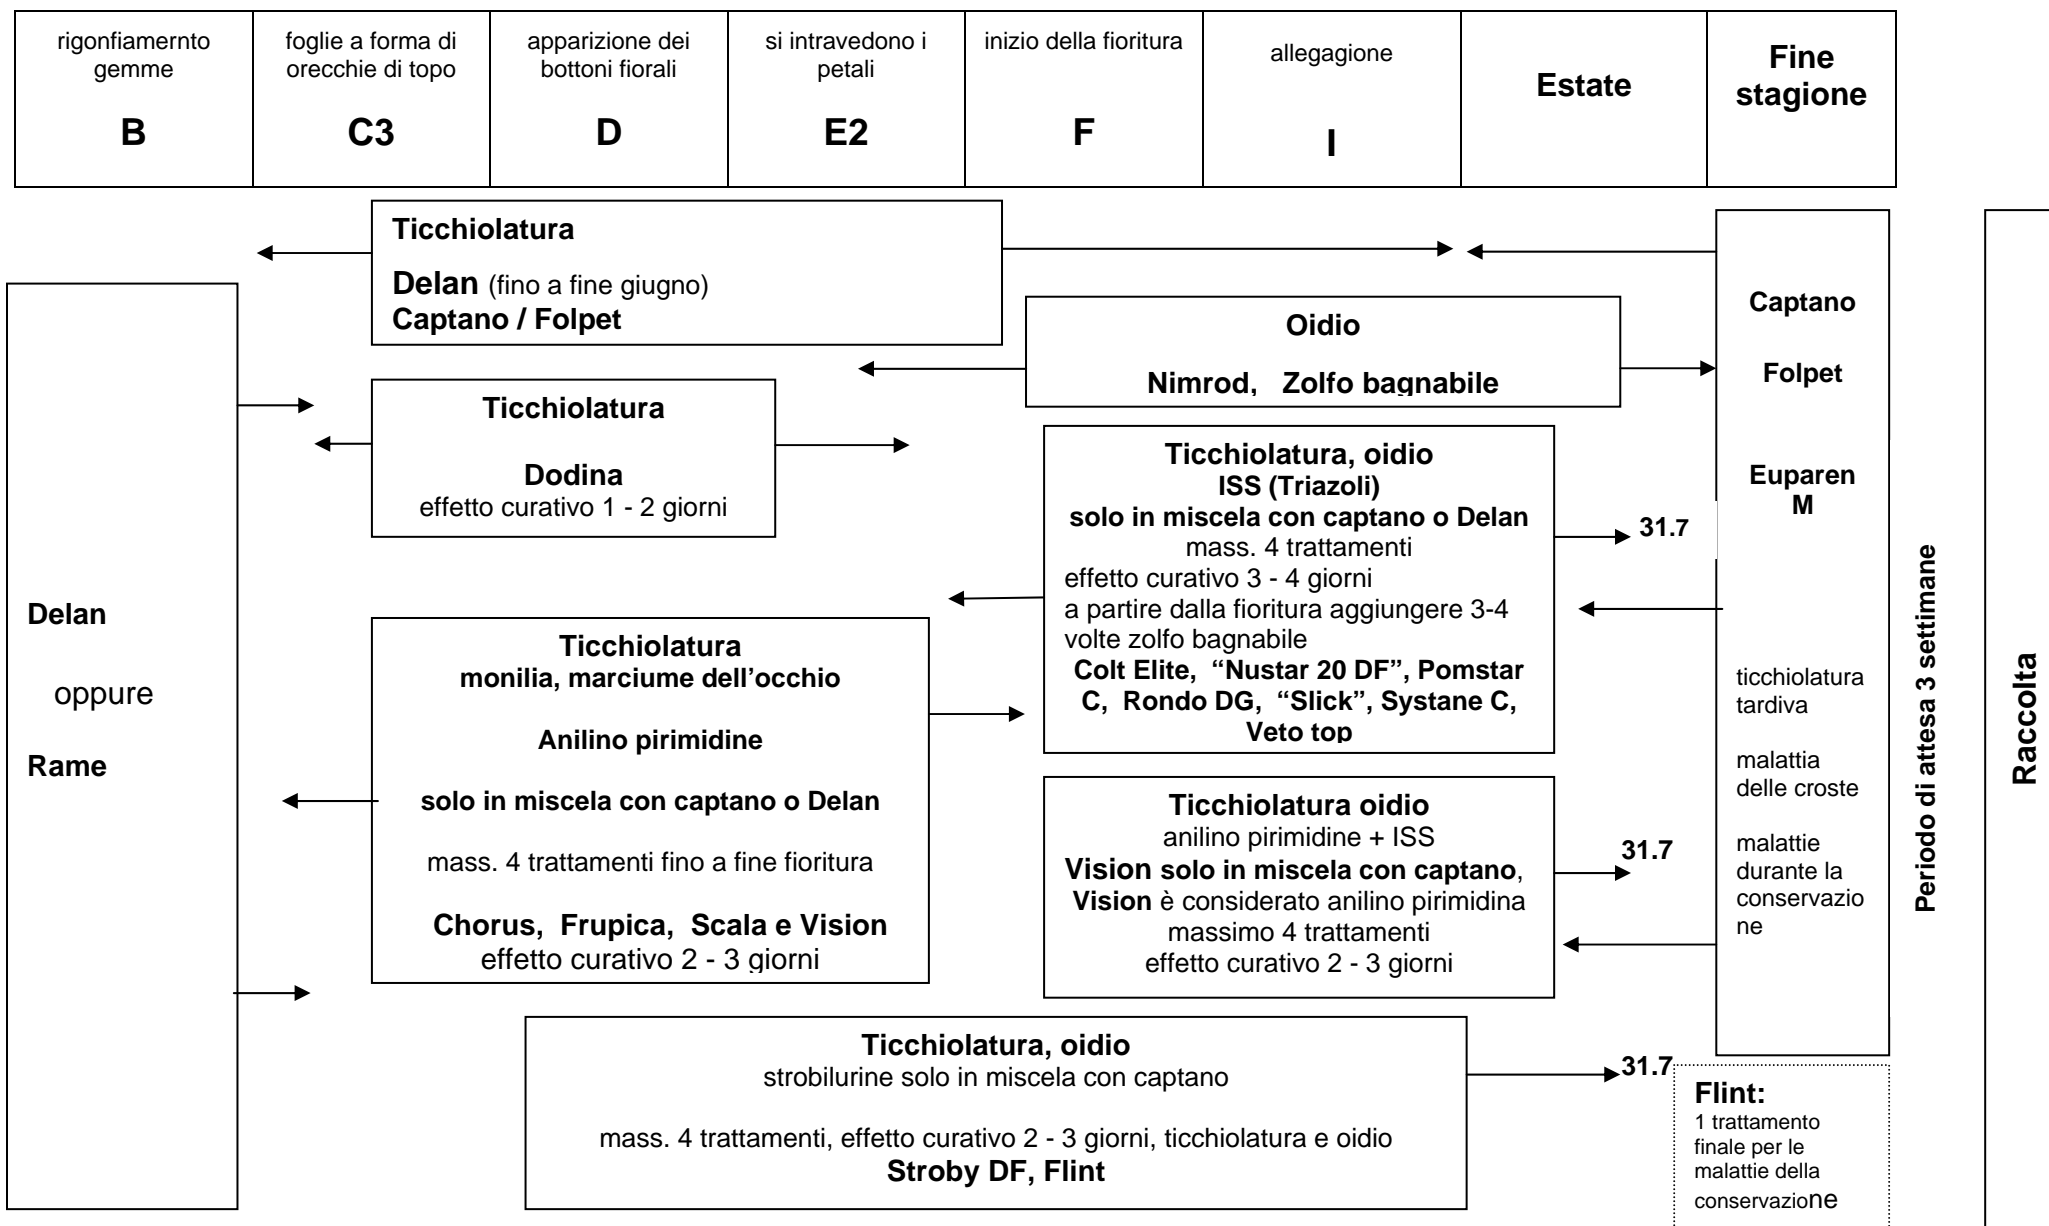 rigonfiamernto
gemme
B
foglie a forma di
orecchie di topo
C3
apparizione dei
bottoni fiorali
D
si intravedono i
petali
E2
inizio della fioritura
F
allegagione
I
Estate
Fine
stagione
Ticchiolatura
Delan (fino a fine giugno)
Captano / Folpet
Oidio
Nimrod, Zolfo bagnabile
Ticchiolatura
Dodina
effetto curativo 1 - 2 giorni
Delan
oppure
Rame
Ticchiolatura
monilia, marciume dell'occhio
Anilino pirimidine
solo in miscela con captano o Delan
mass. 4 trattamenti fino a fine fioritura
Chorus, Frupica, Scala e Vision
effetto curativo 2 - 3 giorni
Ticchiolatura, oidio
ISS (Triazoli)
solo in miscela con captano o Delan
mass. 4 trattamenti
effetto curativo 3 - 4 giorni
a partire dalla fioritura aggiungere 3-4
volte zolfo bagnabile
Colt Elite, “Nustar 20 DF”, Pomstar
C, Rondo DG, “Slick”, Systane C,
Veto top
31.7
Ticchiolatura oidio
anilino pirimidine + ISS
Vision solo in miscela con captano,
Vision è considerato anilino pirimidina
massimo 4 trattamenti
effetto curativo 2 - 3 giorni
31.7
Ticchiolatura, oidio
strobilurine solo in miscela con captano
mass. 4 trattamenti, effetto curativo 2 - 3 giorni, ticchiolatura e oidio
Stroby DF, Flint
31.7
Captano
Folpet
Euparen
M
ticchiolatura
tardiva
malattia
delle croste
malattie
durante la
conservazio
ne
Flint:
1 trattamento
finale per le
malattie della
conservazione
Periodo di attesa 3 settimane
Raccolta